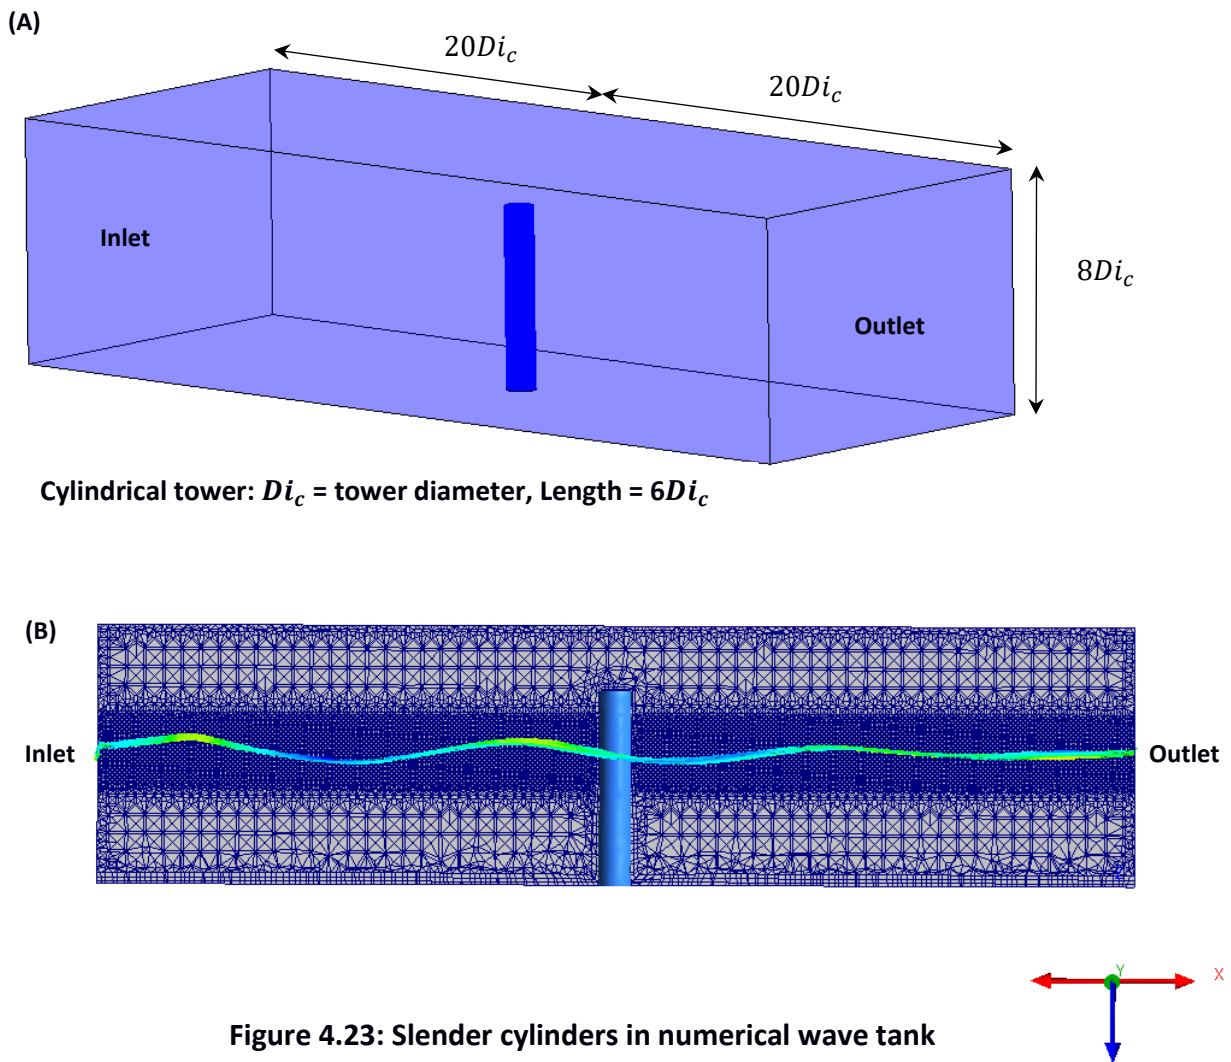 (A)
20Di_c
20Di_c
Inlet
8Di_c
Outlet
Cylindrical tower: Di_c = tower diameter, Length = 6Di_c
(B)
Inlet
Outlet
Y
X
Figure 4.23: Slender cylinders in numerical wave tank